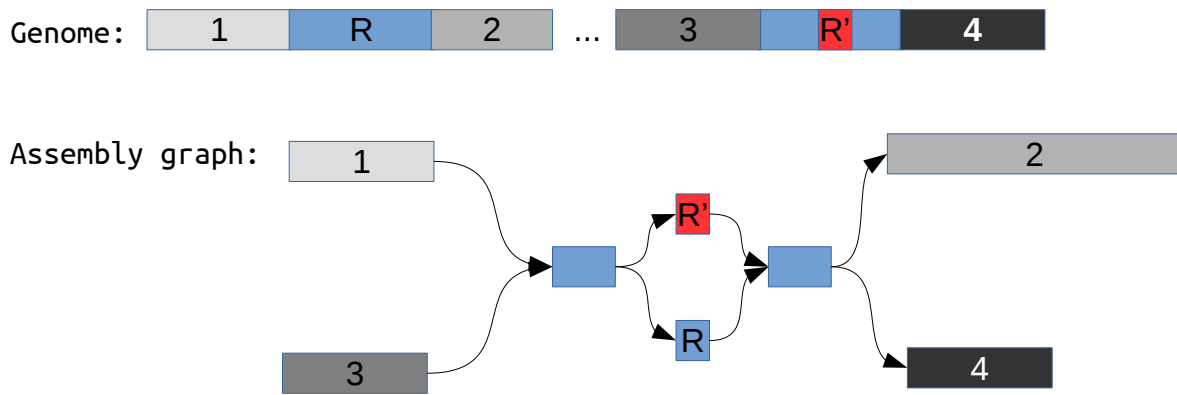 Genome: 1 R 2 ... 3 R’ 4
Assembly graph: 1 2
R’
R
3 4